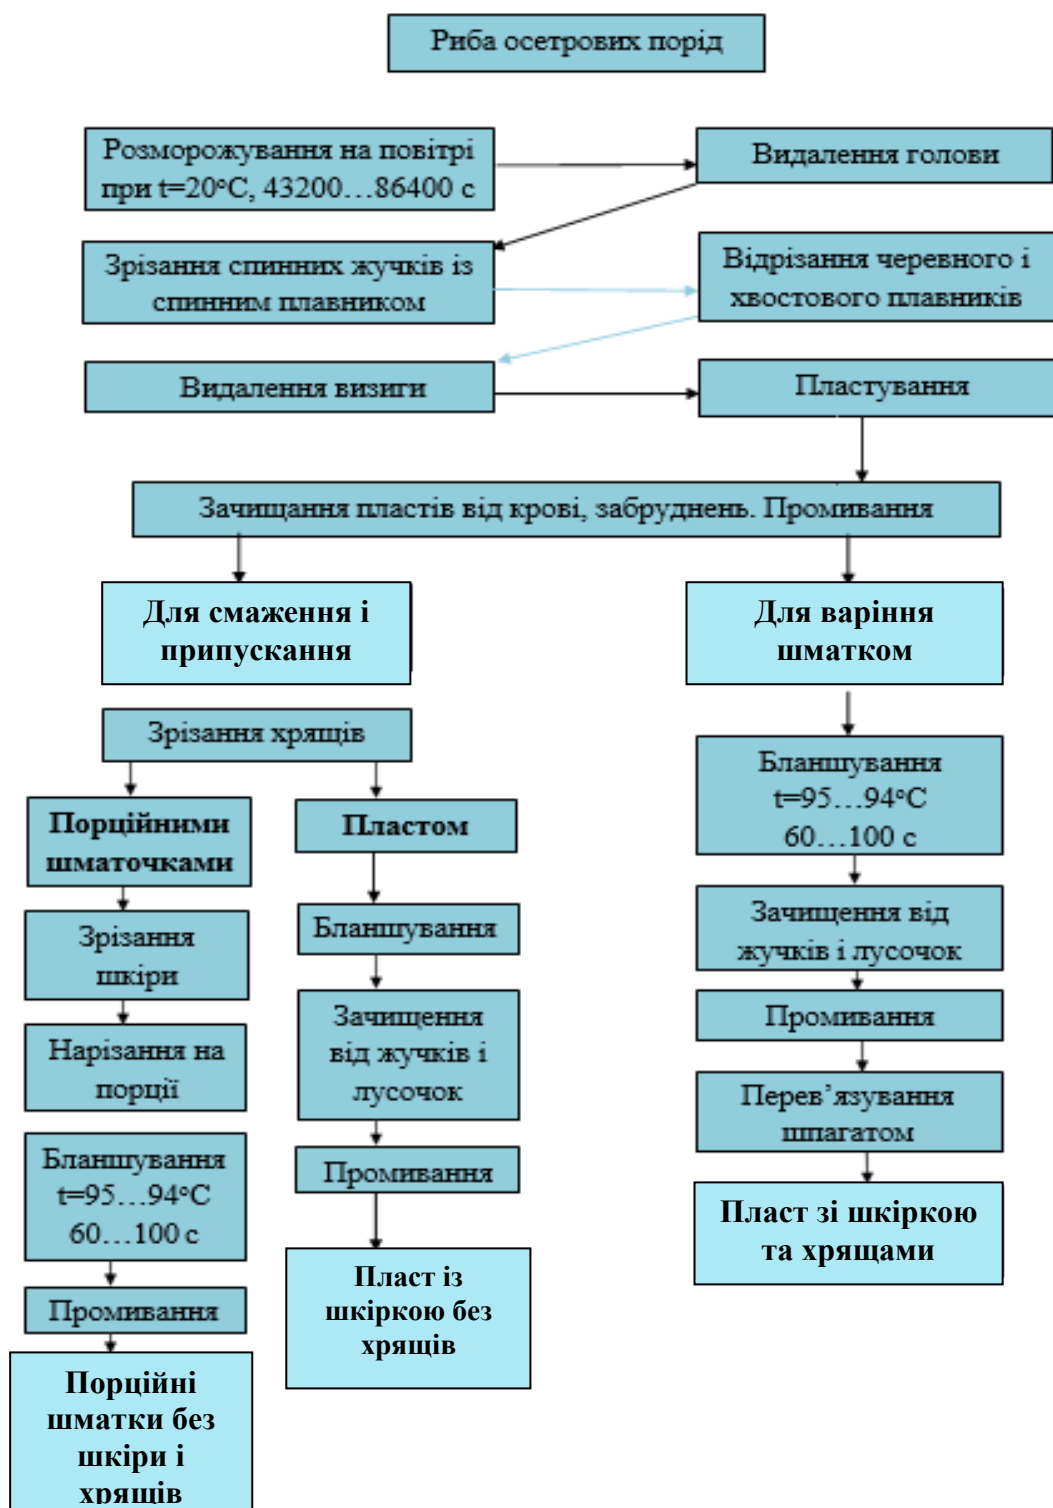 Риба осетрових порід
Розморожування на повітрі
при t=20°С, 43200...86400 с
Видалення голови
Зрізання спинних жучків із
спинним плавником
Відрізання черевного і
хвостового плавників
Видалення визиги
Пластування
Зачищання пластів від крові, забруднень. Промивання
Для смаження і
припускання
Для варіння
шматком
Зрізання хрящів
Порційними
шматочками
Зрізання
шкіри
Нарізання на
порції
Бланшування
t=95...94°С
60...100 с
Промивання
Порційні
шматки без
шкіри і
хрящів
Пластом
Бланшування
Зачищення
від жучків і
лусочок
Промивання
Пласт із
шкіркою без
хрящів
Бланшування
t=95...94°С
60...100 с
Зачищення від
жучків і лусочок
Промивання
Перев’язування
шпагатом
Пласт зі шкіркою
та хрящами